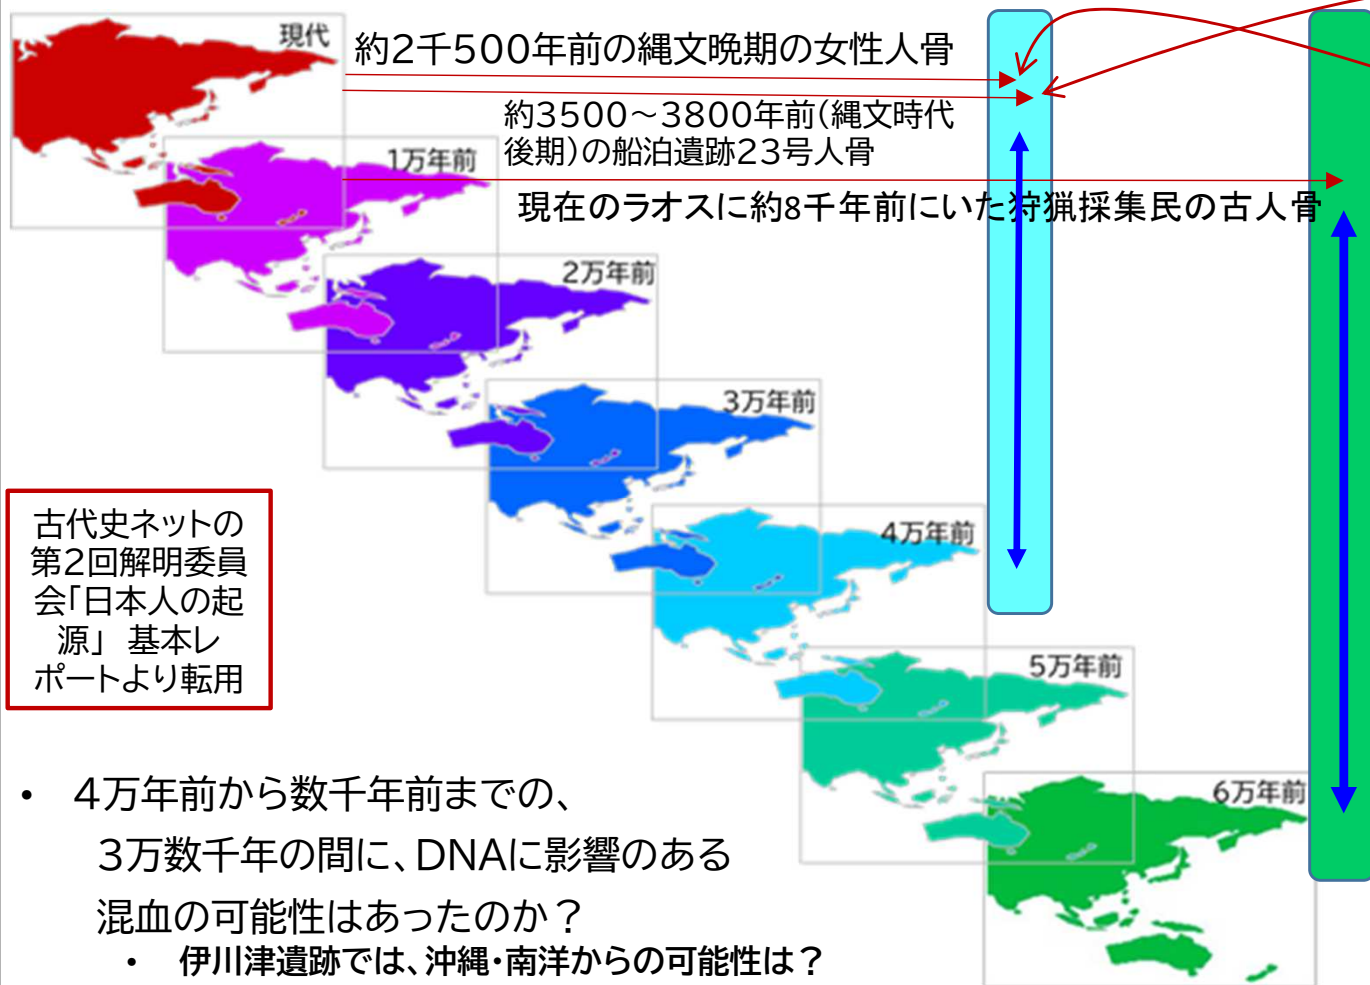 現代
約2千500年前の縄文晩期の女性人骨
約3500～3800年前(縄文時代
後期)の船泊遺跡23号人骨
1万年前
現在のラオスに約8千年前にいた狩猟採集民の古人骨
2万年前
3万年前
4万年前
5万年前
6万年前
古代史ネットの
第2回解明委員
会「日本人の起
源」 基本レ
ポートより転用
• 4万年前から数千年前までの、
3万数千年の間に、DNAに影響のある
混血の可能性はあったのか？
• 伊川津遺跡では、沖縄・南洋からの可能性は？